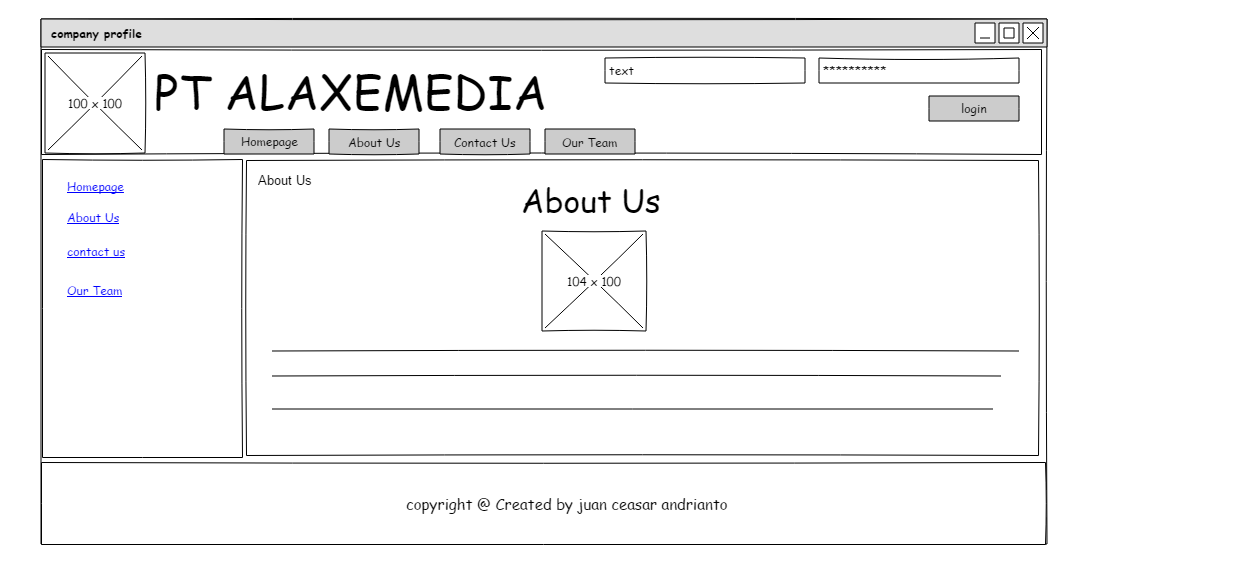 company profile
100 x 100
PT ALAXEMEDIA
text
**********
login
Homepage
About Us
Contact Us
Our Team
Homepage
About Us
contact us
Our Team
About Us
About Us
104 x 100
copyright @ Created by juan ceasar andrianto